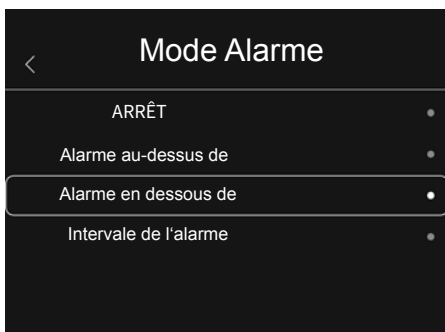 Mode Alarme
ARRÊT
Alarme au-dessus de
Alarme en dessous de
Intervale de l‘alarme